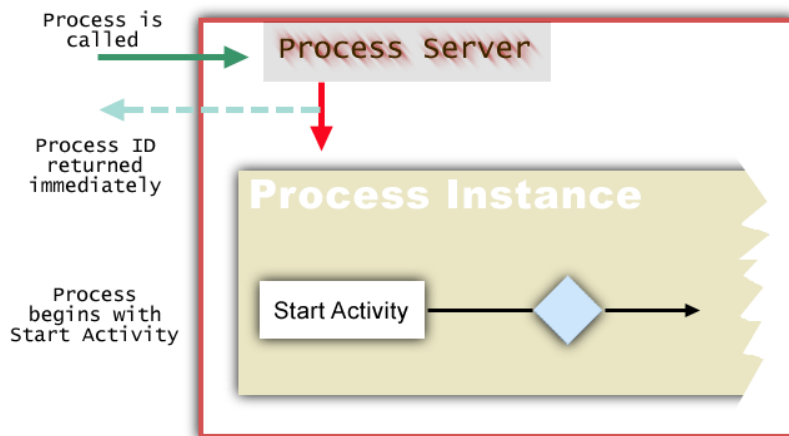 Process is
called
Process Server
Process ID
returned
immediately
Process Instance
Process
begins with
Start Activity
Start Activity